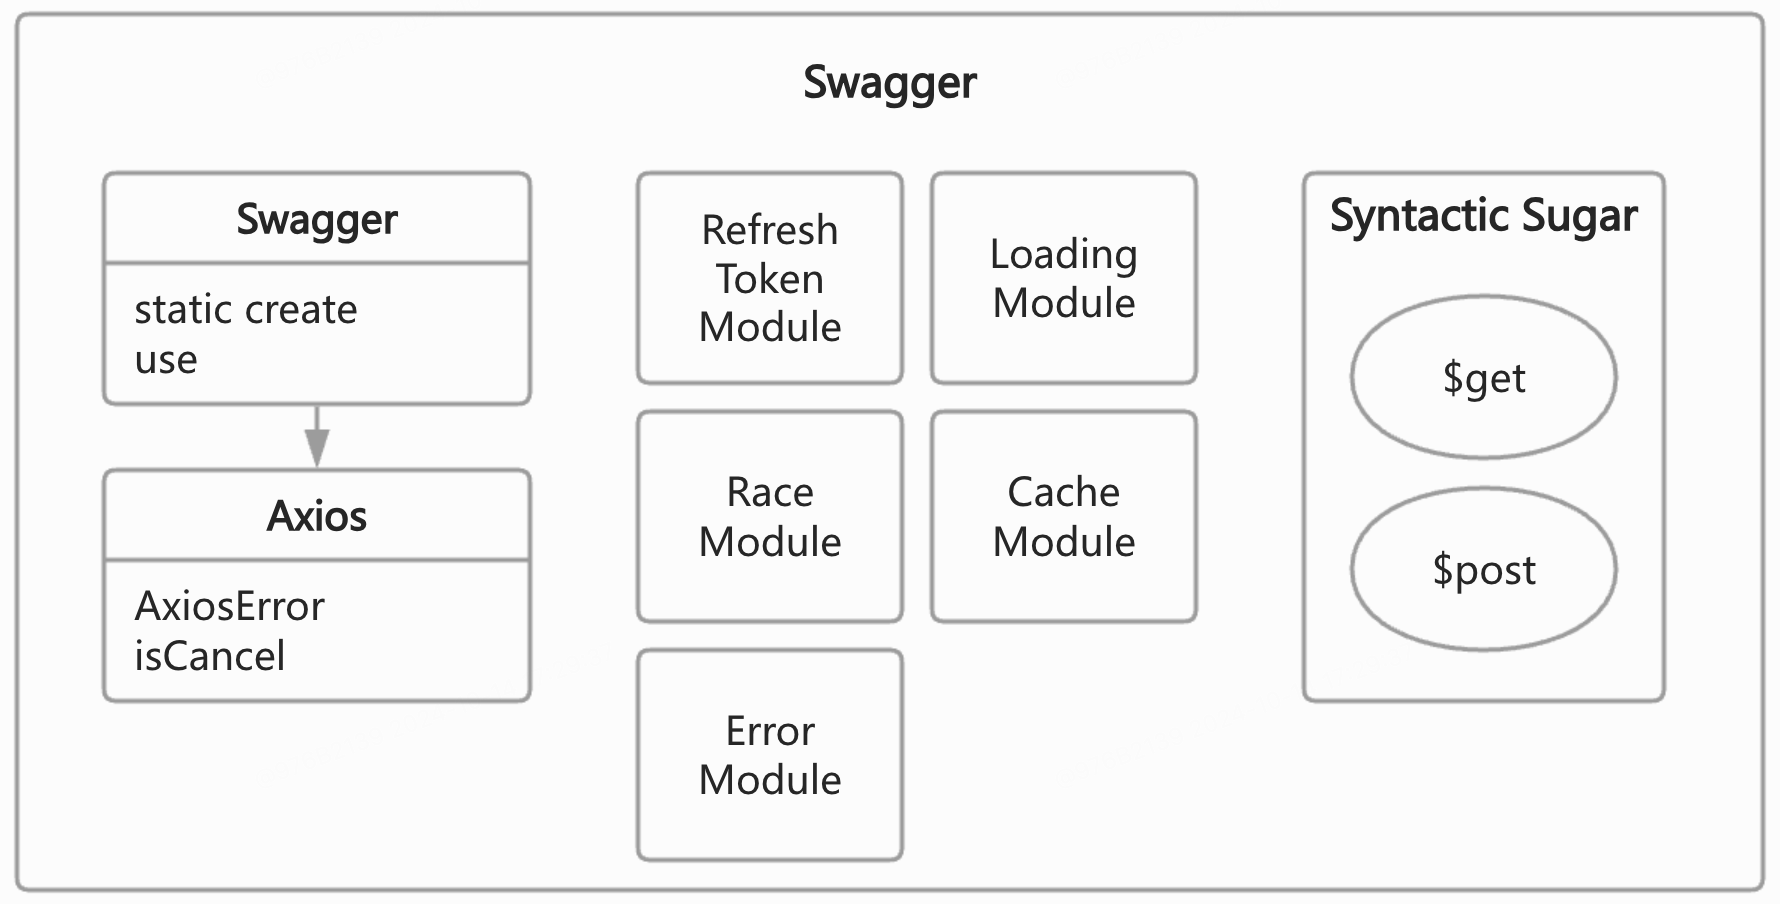 Swagger
Swagger
static create
use
Axios
AxiosError
isCancel
Refresh
Token
Module
Loading
Module
Race
Module
Cache
Module
Error
Module
Syntactic Sugar
$get
$post